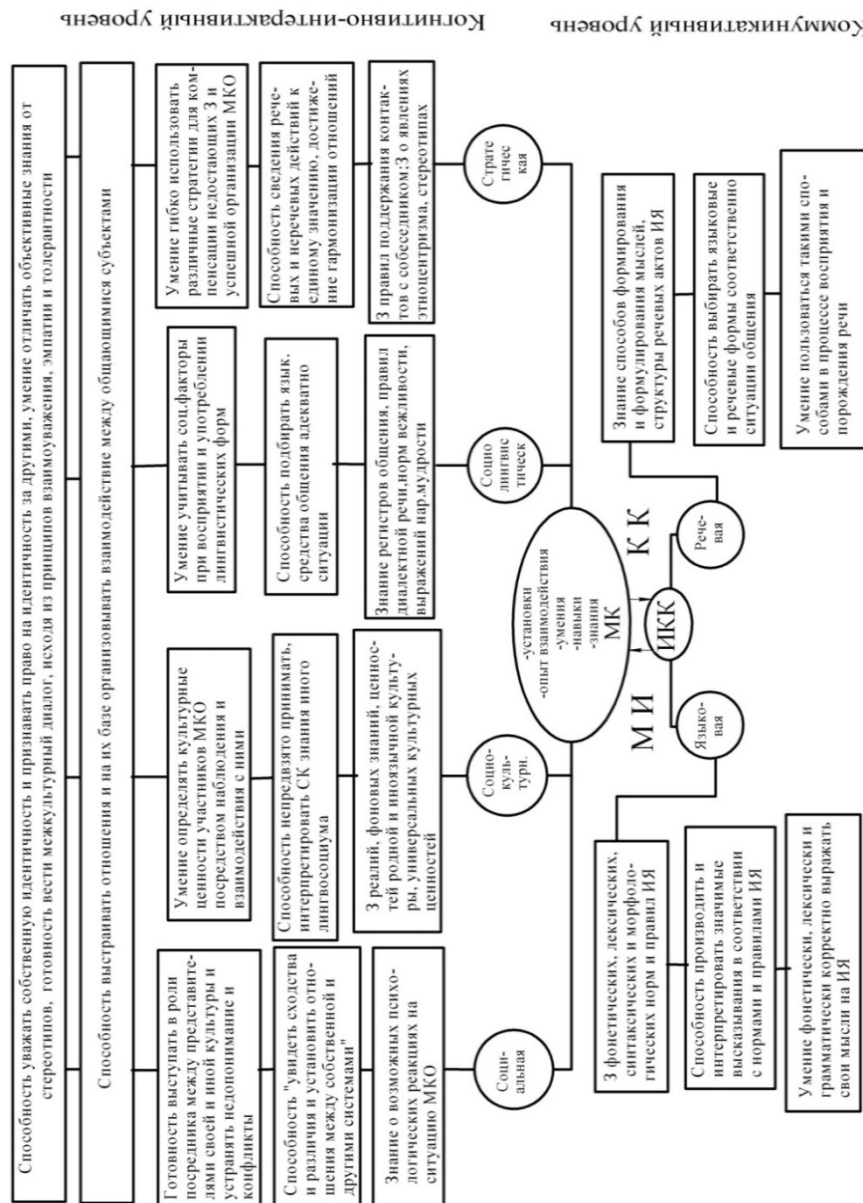 Способность уважать собственную идентичность и признавать право на идентичность за другими, умение отличать объективные знания от
стереотипов, готовность вести межкультурный диалог, исходя из принципов взаимоуважения, эмпатии и толерантности
Способность выстраивать отношения и на их базе организовывать взаимодействие между общающимися субъектами
Когнитивно-интерактивный уровень
Готовность выступать в роли
посредника между представите-
лями своей и иной культуры и
устранять недопонимание и
конфликты
Способность "увидеть сходства
и различия и установить отно-
шения между собственной и
другими системами"
Знание о возможных психо-
логических реакциях на
ситуацию МКО
Соци-
альная
Умение определять культурные
ценности участников МКО
посредством наблюдения и
взаимодействия с ними
Способность непредвзято принимать,
интерпретировать СК знания иного
лингвосоциума
З реалий, фоновых знаний, ценнос-
тей родной и иноязычной культу-
ры, универсальных культурных
ценностей
Социо-
куль-
турн.
Умение учитывать соц.факторы
при восприятии и употреблении
лингвистических форм
Способность подбирать язык.
средства общения адекватно
ситуации
Знание регистров общения, правил
диалектной речи,норм вежливости,
выражений нар.мудрости
Социо
лингвис
тическ
Умение гибко использовать
различные стратегии для ком-
пенсации недостающих З и
успешной организации МКО
Способность сведения рече-
вых и неречевых действий к
единому значению, достиже-
ние гармонизации отношений
З правил поддержания контак-
тов с собеседником;З о явлениях
этноцентризма, стереотипах
Страте
гичес
кая
-установки
-опыт взаимодействия
-умения
-навыки
-знания
МК
М И
ИКК
К К
Коммуникативный уровень
Языко-
вая
З фонетических, лексических,
синтаксических и морфоло-
гических норм и правил ИЯ
Способность производить и
интерпретировать значимые
высказывания в соответствии
с нормами и правилами ИЯ
Умение фонетически, лексически и
грамматически корректно выражать
свои мысли на ИЯ
Рече-
вая
Знание способов формирования
и формулирования мыслей,
структуры речевых актов ИЯ
Способность выбирать языковые
и речевые формы соответственно
ситуации общения
Умение пользоваться такими спо-
собами в процессе восприятия и
порождения речи